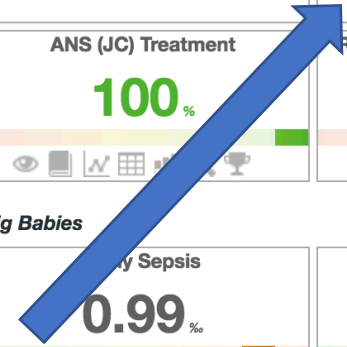 ANS (JC) Treatment
100 %
Babies
Sepsis
0.99 ‰